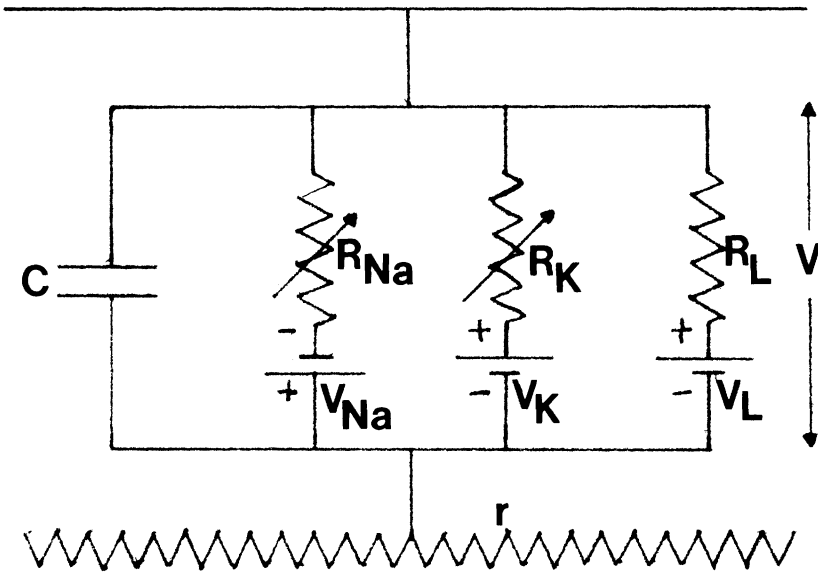 C
R_Na
R_K
R_L
V
-
+
+
+
-
-
V_Na
V_K
V_L
r